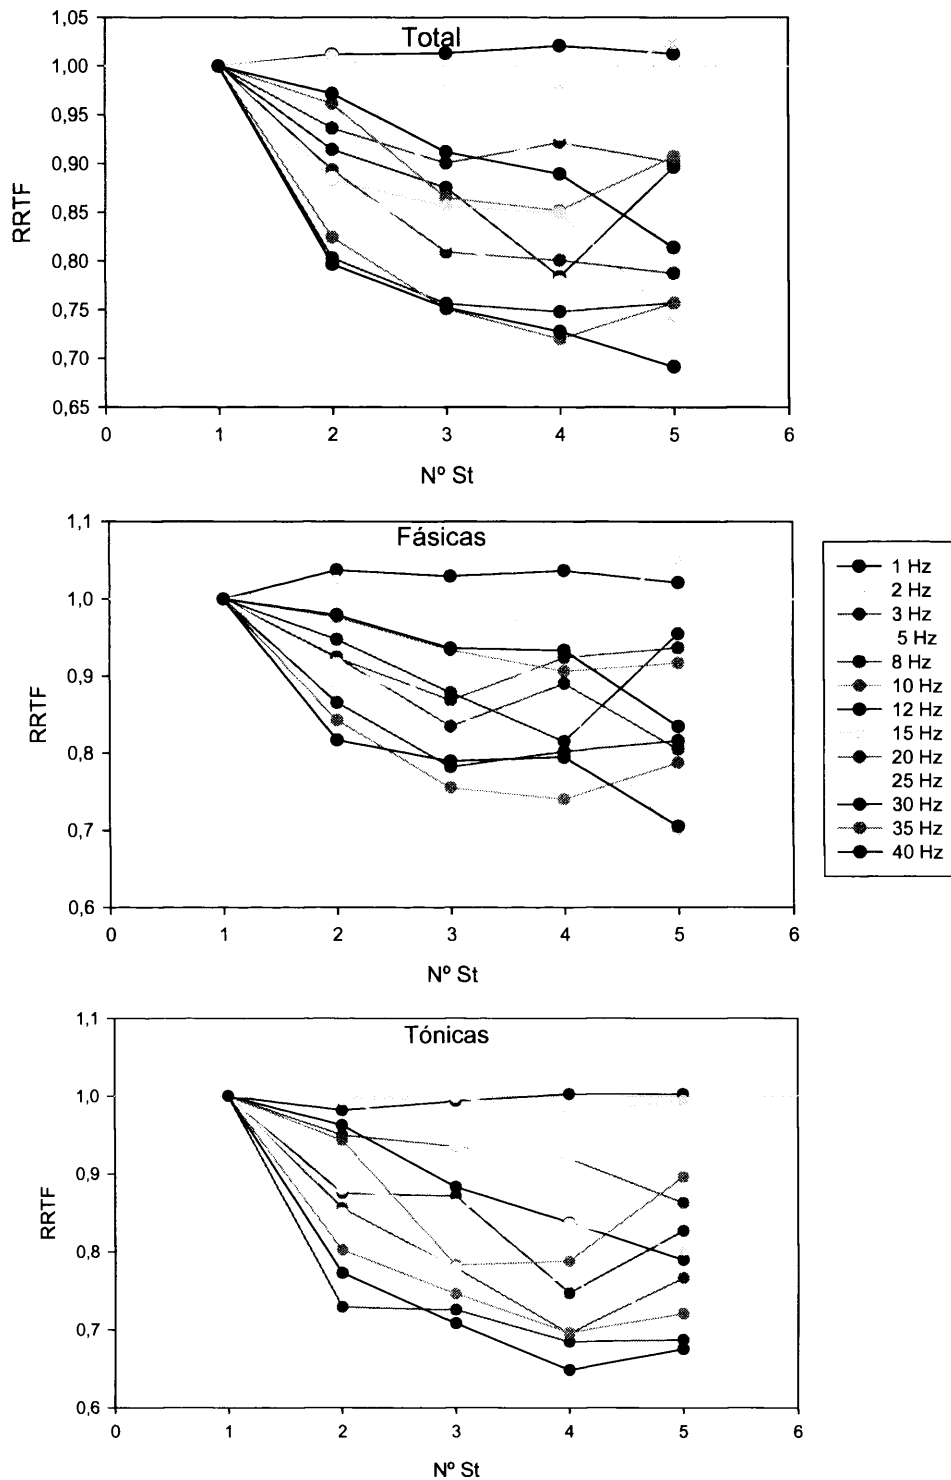 Total
1,05
1,00
0,95
0,90
0,85
0,80
0,75
0,70
0,65
RRTF
0 1 2 3 4 5 6
Nº St
Fásicas
1,1
1,0
0,9
0,8
0,7
0,6
RRTF
0 1 2 3 4 5 6
Nº St
1 Hz
2 Hz
3 Hz
5 Hz
8 Hz
10 Hz
12 Hz
15 Hz
20 Hz
25 Hz
30 Hz
35 Hz
40 Hz
Tónicas
1,1
1,0
0,9
0,8
0,7
0,6
RRTF
0 1 2 3 4 5 6
Nº St